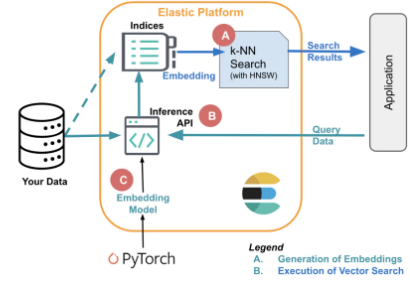 Elastic Platform
Indices
A
k-NN
Search
(with HNSW)
Embedding
Search
Results
Application
Inference
API
B
Query
Data
Your Data
C
Embedding
Model
PyTorch
Legend
A. Generation of Embeddings
B. Execution of Vector Search